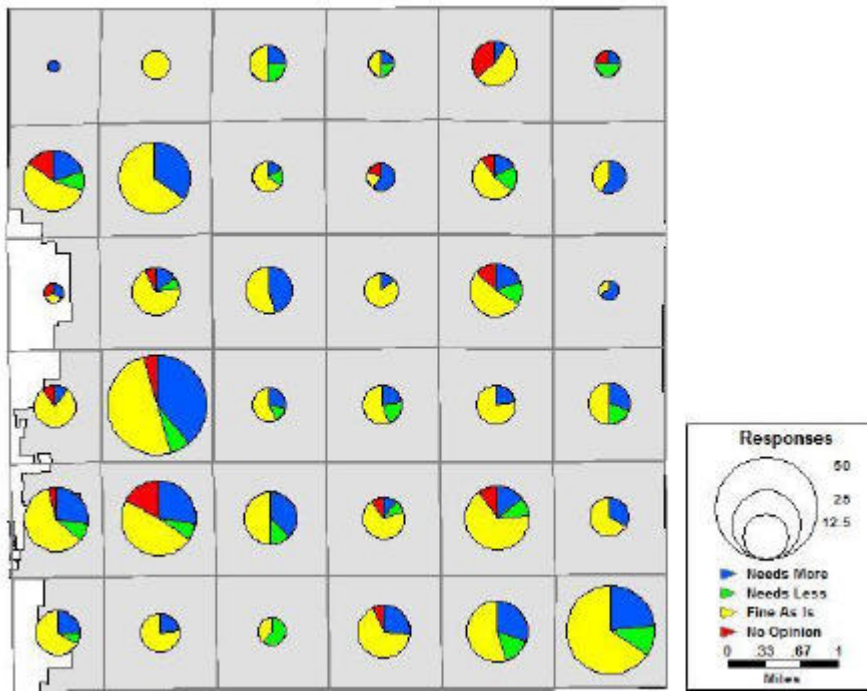 Responses
50
25
12.5
Needs More
Needs Less
Fine As Is
No Opinion
0 .33 .67 1
Miles